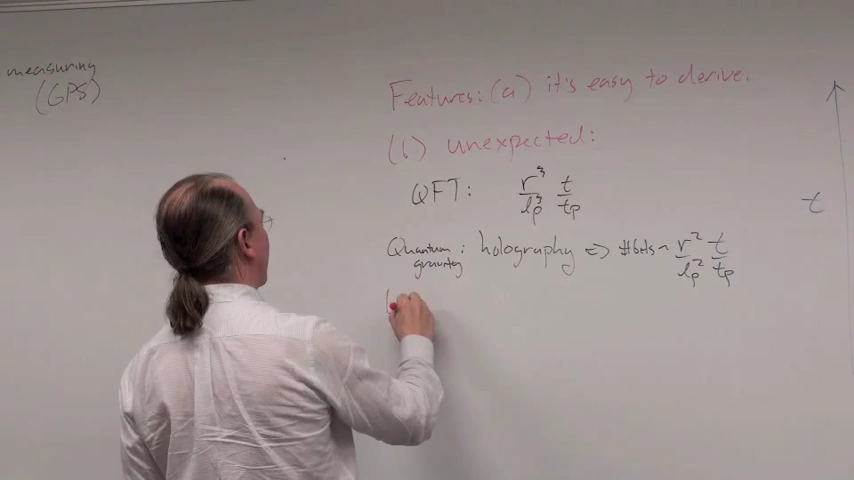 measuring
(GPS)
Features: (a) it's easy to derive.
(b) unexpected:
QFT: r³/lₚ³ t/tₚ
Quantum gravity: holography => #bits ~ r²/lₚ² t/tₚ
(
t